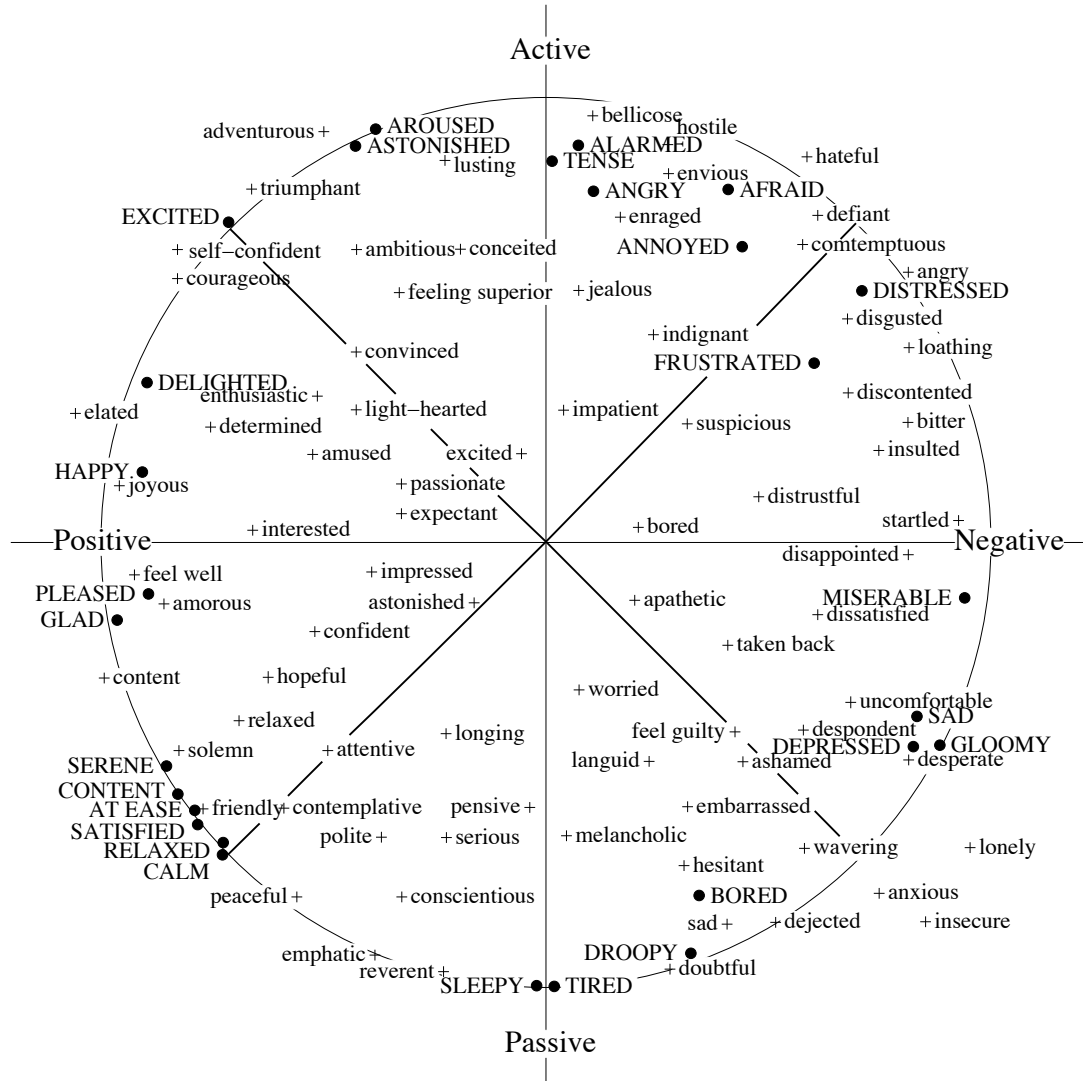 Active
+bellicose
AROUSED
hostile
adventurous+
ASTONISHED
ALARMED+
+lusting
TENSE
+hateful
+envious
+triumphant
ANGRY
AFRAID
EXCITED
+enraged
+defiant
+self−confident
+ambitious
+conceited
ANNOYED
+comtemptuous
+courageous
+angry
+feeling superior
+jealous
DISTRESSED
+disgusted
+indignant
+convinced
+loathing
FRUSTRATED
DELIGHTED
enthusiastic+
+discontented
+elated
+light−hearted
+impatient
+determined
+suspicious
+bitter
+amused
excited+
+insulted
HAPPY
+joyous
+passionate
+distrustful
+expectant
+interested
+bored
startled+
Positive
Negative
disappointed+
+feel well
+impressed
PLEASED
+amorous
astonished+
+apathetic
MISERABLE
GLAD
+dissatisfied
+confident
+taken back
+content
+hopeful
+worried
+uncomfortable
+relaxed
SAD
+longing
feel guilty+
+despondent
+solemn
+attentive
DEPRESSED
GLOOMY
SERENE
languid+
+ashamed
+desperate
CONTENT
AT EASE
+friendly
+contemplative
pensive+
+embarrassed
SATISFIED
polite+
+serious
+melancholic
RELAXED
+wavering
+lonely
CALM
+hesitant
peaceful+
+conscientious
BORED
+anxious
sad+
+dejected
+insecure
emphatic+
DROOPY
reverent+
+doubtful
SLEEPY
TIRED
Passive